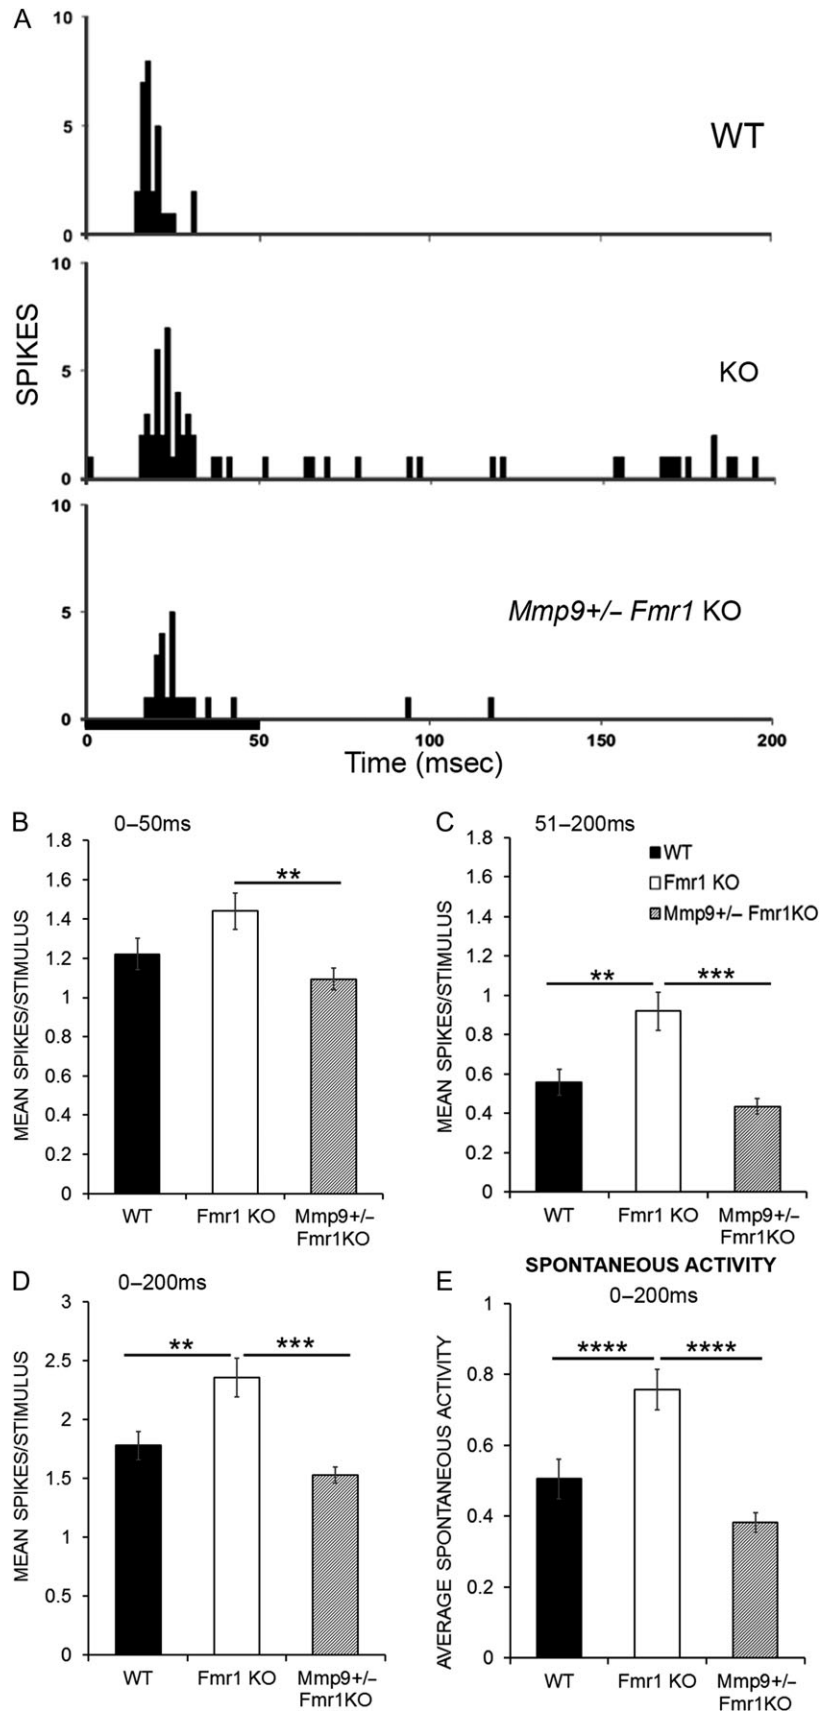 A
10
5
0
WT
10
5
0
KO
SPIKES
10
5
0
Mmp9+/– Fmr1 KO
0 50 100 150 200
Time (msec)
B 0–50ms
1.8
1.6
1.4
1.2
1
0.8
0.6
0.4
0.2
0
**
MEAN SPIKES/STIMULUS
WT Fmr1 KO Mmp9+/–
Fmr1KO
C 51–200ms
1.8
1.6
1.4
1.2
1
0.8
0.6
0.4
0.2
0
WT
Fmr1 KO
Mmp9+/– Fmr1KO
** ***
MEAN SPIKES/STIMULUS
WT Fmr1 KO Mmp9+/–
Fmr1KO
D 0–200ms
3
2.5
2
1.5
1
0.5
0
** ***
MEAN SPIKES/STIMULUS
WT Fmr1 KO Mmp9+/–
Fmr1KO
SPONTANEOUS ACTIVITY
E 0–200ms
1
0.8
0.6
0.4
0.2
0
**** ****
AVERAGE SPONTANEOUS ACTIVITY
WT Fmr1 KO Mmp9+/–
Fmr1KO